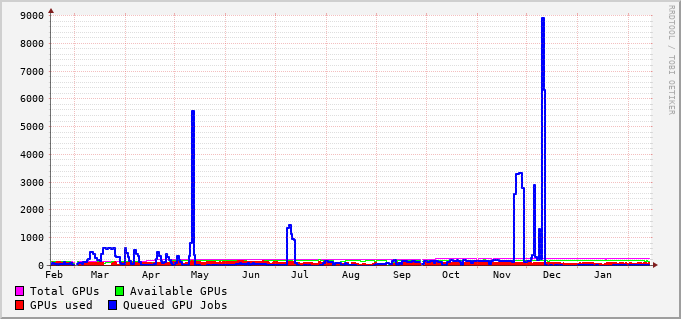 9000
8000
7000
6000
5000
4000
3000
2000
1000
0
Feb Mar Apr May Jun Jul Aug Sep Oct Nov Dec Jan
Total GPUs Available GPUs
GPUs used Queued GPU Jobs
RRDTOOL / TOBI OETIKER